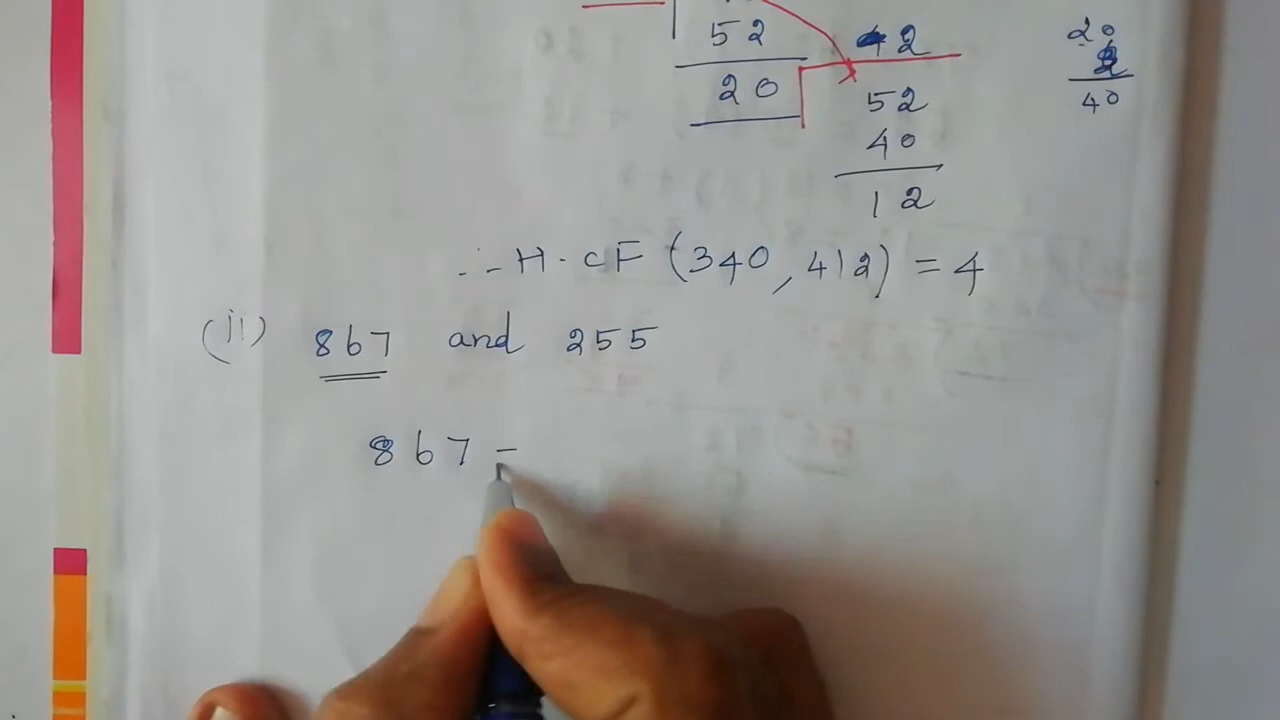 52 42 20
20 52 2
40 40
12
∴ H.CF (340, 412) = 4
(ii) 867 and 255
867 =